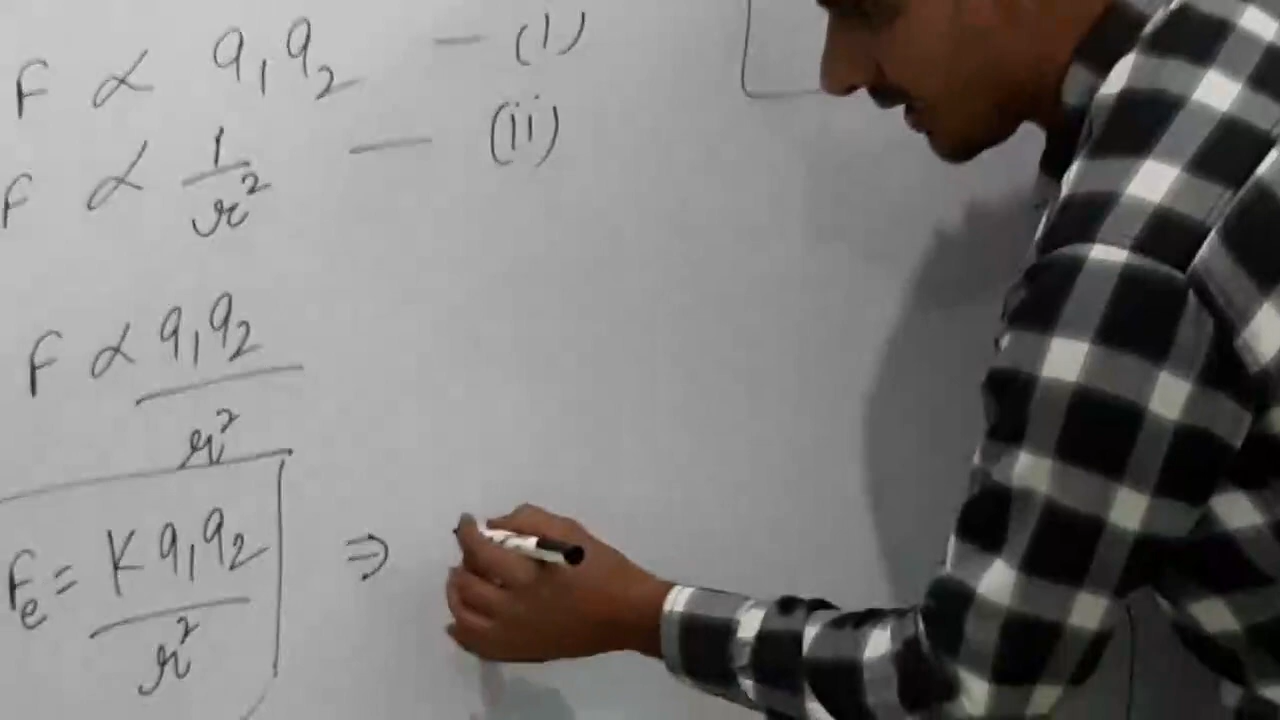 F ∝ q₁q₂ — (i)
F ∝ 1/r² — (ii)
F ∝ q₁q₂/r²
Fe = K q₁q₂/r² ⇒